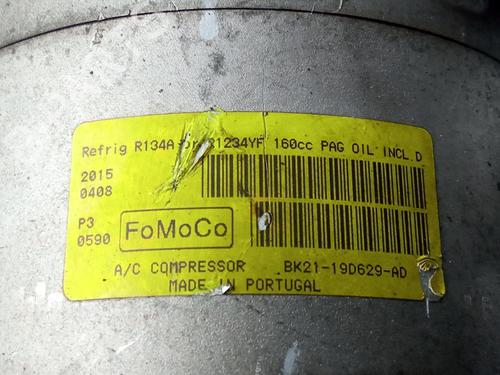 Refrig R134A or R1234YF 160cc PAG OIL INCL.D
2015
0408
P3
0590
FoMoCo
A/C COMPRESSOR BK21-19D629-AD
MADE IN PORTUGAL